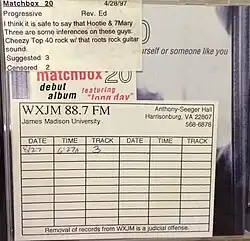 Matchbox 20 4/28/97
Progressive Rev. Ed
I think it is safe to say that Hootie & 7Mary
Three are some inferences on these guys.
Cheezy Top 40 rock w/ that roots rock guitar
sound.
Suggested 3
Censored 2
20
yourself or someone like you
matchbox 20
debut featuring
album "long day"
WXJM 88.7 FM
James Madison University
Anthony-Seeger Hall
Harrisonburg, VA 22807
568-6878
DATE TIME TRACK DATE TIME TRACK
5/27 3
Removal of records from WXJM is a judicial offense.